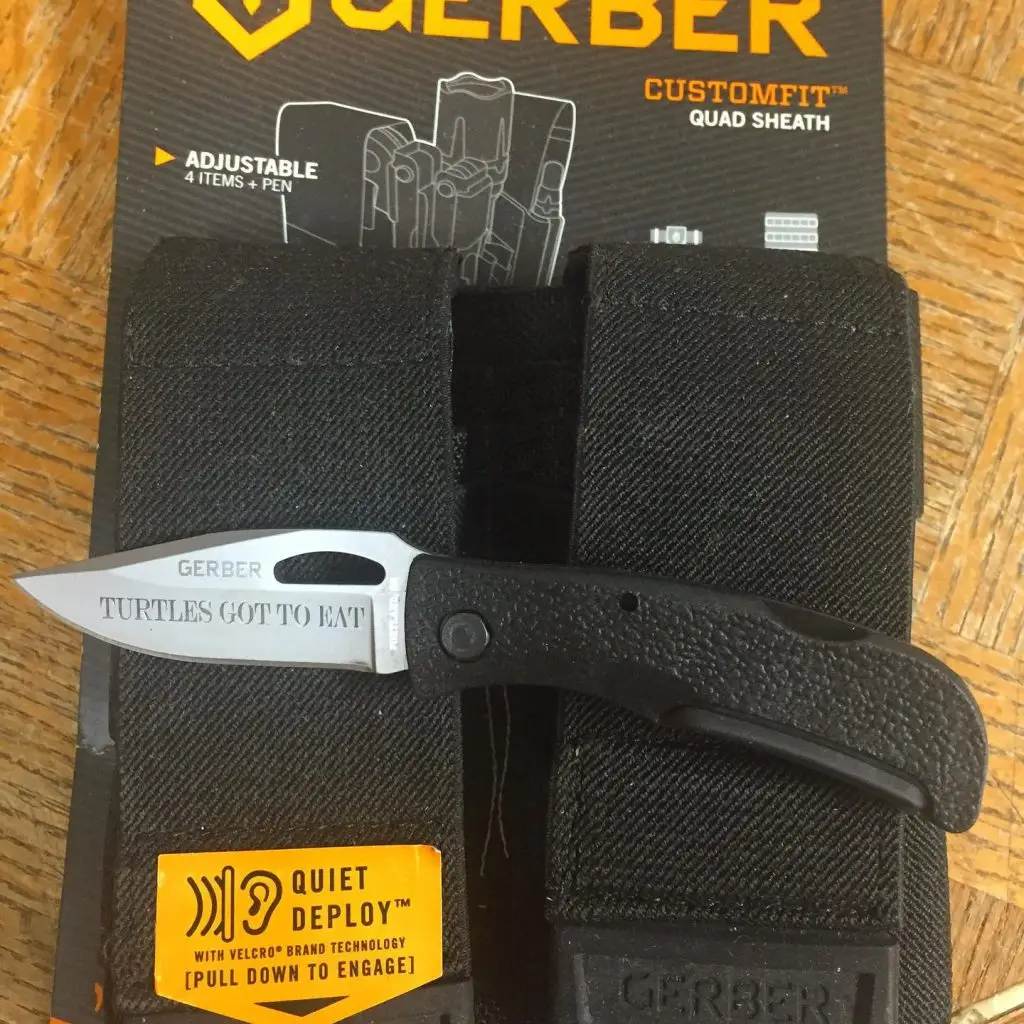 GERBER
CUSTOMFIT™
QUAD SHEATH
ADJUSTABLE
4 ITEMS + PEN
GERBER
TURTLES GOT TO EAT
QUIET
DEPLOY™
WITH VELCRO® BRAND TECHNOLOGY
[PULL DOWN TO ENGAGE]
GERBER